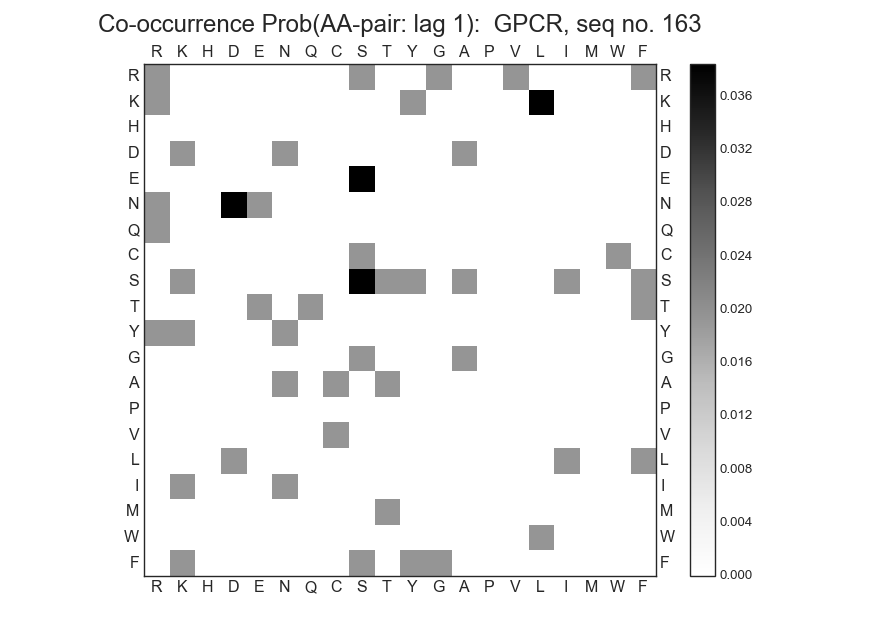 Co-occurrence Prob(AA-pair: lag 1):  GPCR, seq no. 163
R K H D E N Q C S T Y G A P V L I M W F
R R
K K 0.036
H H
D D 0.032
E E
N N 0.028
Q Q
C C 0.024
S S
T T 0.020
Y Y
G G 0.016
A A
P P 0.012
V V
L L 0.008
I I
M M 0.004
W W
F F 0.000
R K H D E N Q C S T Y G A P V L I M W F